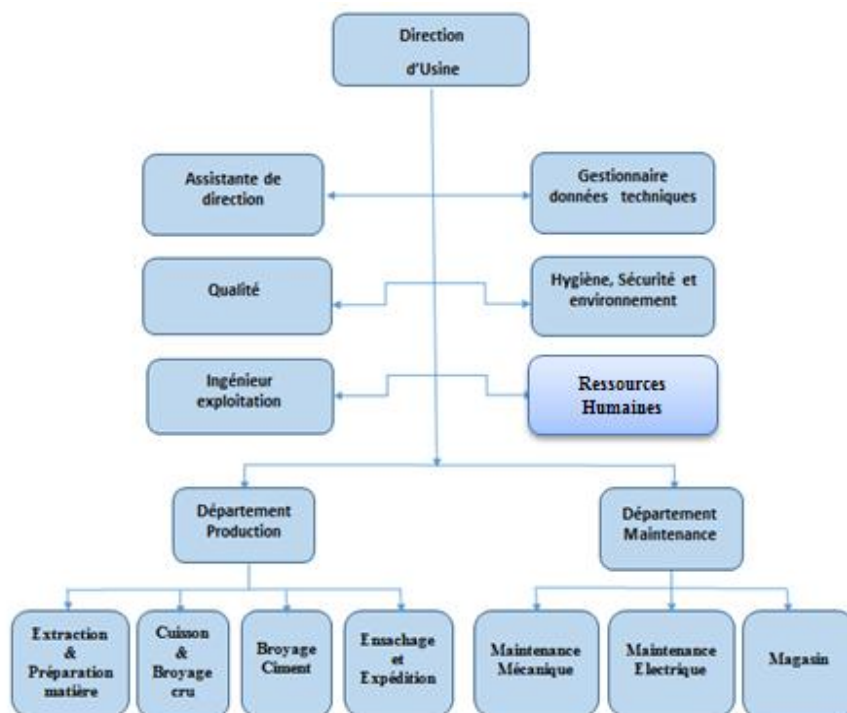 Direction
d'Usine
Assistante de
direction
Gestionnaire
données techniques
Qualité
Hygiène, Sécurité et
environnement
Ingénieur
exploitation
Ressources
Humaines
Département
Production
Département
Maintenance
Extraction
&
Préparation
matière
Cuisson
&
Broyage
cru
Broyage
Ciment
Ensachage
et
Expédition
Maintenance
Mécanique
Maintenance
Electrique
Magasin